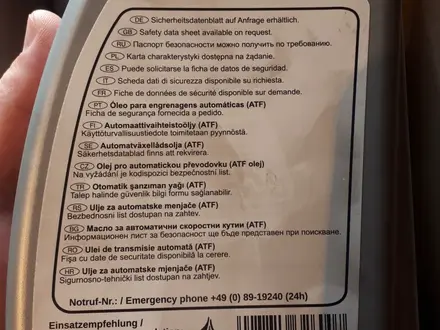 DE Sicherheitsdatenblatt auf Anfrage erhältlich.
GB Safety data sheet available on request.
RU Паспорт безопасности можно получить по требованию.
PL Karta charakterystyki dostępna na żądanie.
ES Puede solicitarse la ficha de datos de seguridad.
IT Scheda dati di sicurezza disponibile su richiesta.
FR Fiche de données de sécurité disponible sur demande.
PT Óleo para engrenagens automáticas (ATF)
Ficha de segurança fornecida a pedido.
FI Automaattivaihteistoöljy (ATF)
Käyttöturvallisuustiedote toimitetaan pyynnöstä.
SE Automatväxellådsolja (ATF)
Säkerhetsdatablad finns att rekvirera.
CZ Olej pro automatickou převodovku (ATF olej)
Na vyžádání je kodispozici bezpečnostní list.
TR Otomatik şanzıman yağı (ATF)
Talep halinde güvenlik bilgi formu sağlanabilir.
RS Ulje za automatske menjače (ATF)
Bezbednosni list dostupan na zahtev.
BG Масло за автоматични скоростни кутии (ATF)
Информационен лист за безопасност ще бъде представен при поискване.
RO Ulei de transmisie automată (ATF)
Fişa cu date de securitate disponibilă la cerere.
HR Ulje za automatske mjenjače (ATF)
Sigurnosno-tehnički list dostupan na zahtjev.
Notruf-Nr.: / Emergency phone +49 (0) 89-19240 (24h)
Einsatzempfehlung /